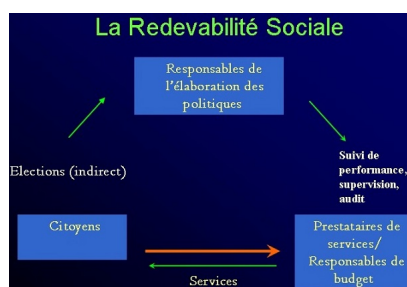 La Redevabilité Sociale
Responsables de
l'élaboration des
politiques
Elections (indirect)
Suivi de
performance,
supervision,
audit
Citoyens
Prestataires de
services/
Responsables de
budget
Services